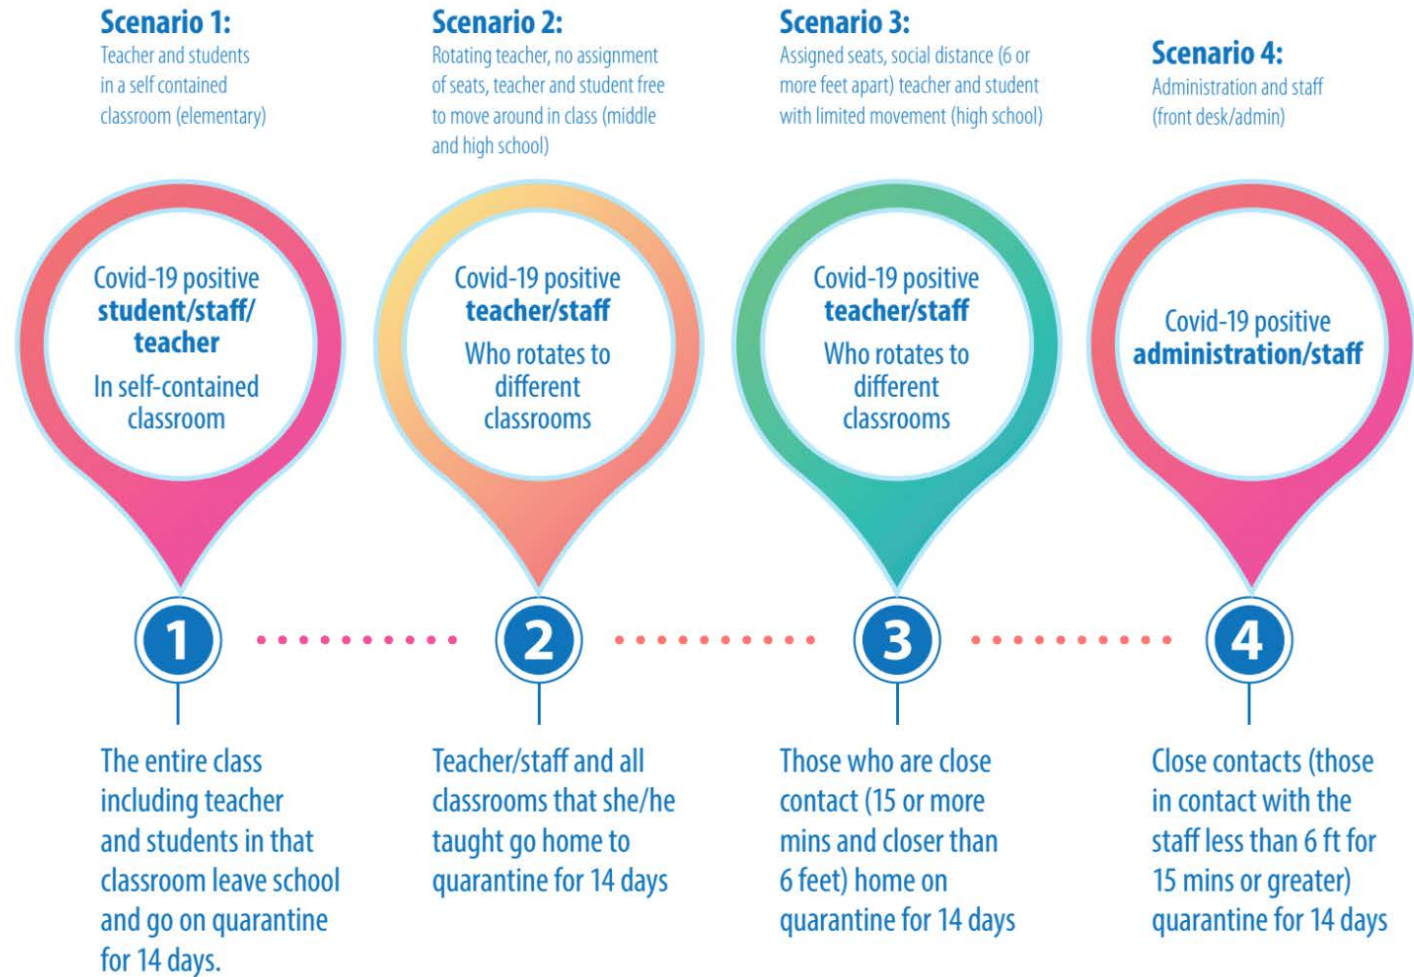 Scenario 1:
Teacher and students
in a self contained
classroom (elementary)
Covid-19 positive
student/staff/
teacher
In self-contained
classroom
1
The entire class
including teacher
and students in that
classroom leave school
and go on quarantine
for 14 days.
Scenario 2:
Rotating teacher, no assignment
of seats, teacher and student free
to move around in class (middle
and high school)
Covid-19 positive
teacher/staff
Who rotates to
different
classrooms
2
Teacher/staff and all
classrooms that she/he
taught go home to
quarantine for 14 days
Scenario 3:
Assigned seats, social distance (6 or
more feet apart) teacher and student
with limited movement (high school)
Covid-19 positive
teacher/staff
Who rotates to
different
classrooms
3
Those who are close
contact (15 or more
mins and closer than
6 feet) home on
quarantine for 14 days
Scenario 4:
Administration and staff
(front desk/admin)
Covid-19 positive
administration/staff
4
Close contacts (those
in contact with the
staff less than 6 ft for
15 mins or greater)
quarantine for 14 days